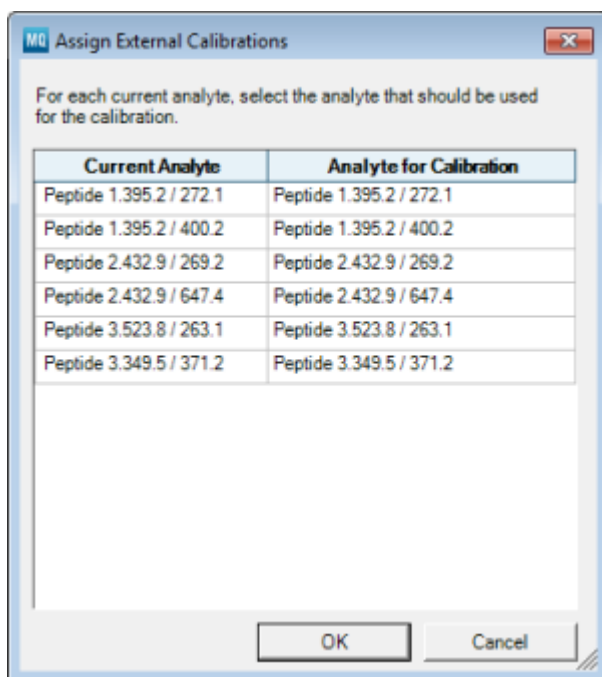 MQ Assign External Calibrations
For each current analyte, select the analyte that should be used
for the calibration.
Current Analyte Analyte for Calibration
Peptide 1.395.2 / 272.1 Peptide 1.395.2 / 272.1
Peptide 1.395.2 / 400.2 Peptide 1.395.2 / 400.2
Peptide 2.432.9 / 269.2 Peptide 2.432.9 / 269.2
Peptide 2.432.9 / 647.4 Peptide 2.432.9 / 647.4
Peptide 3.523.8 / 263.1 Peptide 3.523.8 / 263.1
Peptide 3.349.5 / 371.2 Peptide 3.349.5 / 371.2
OK Cancel